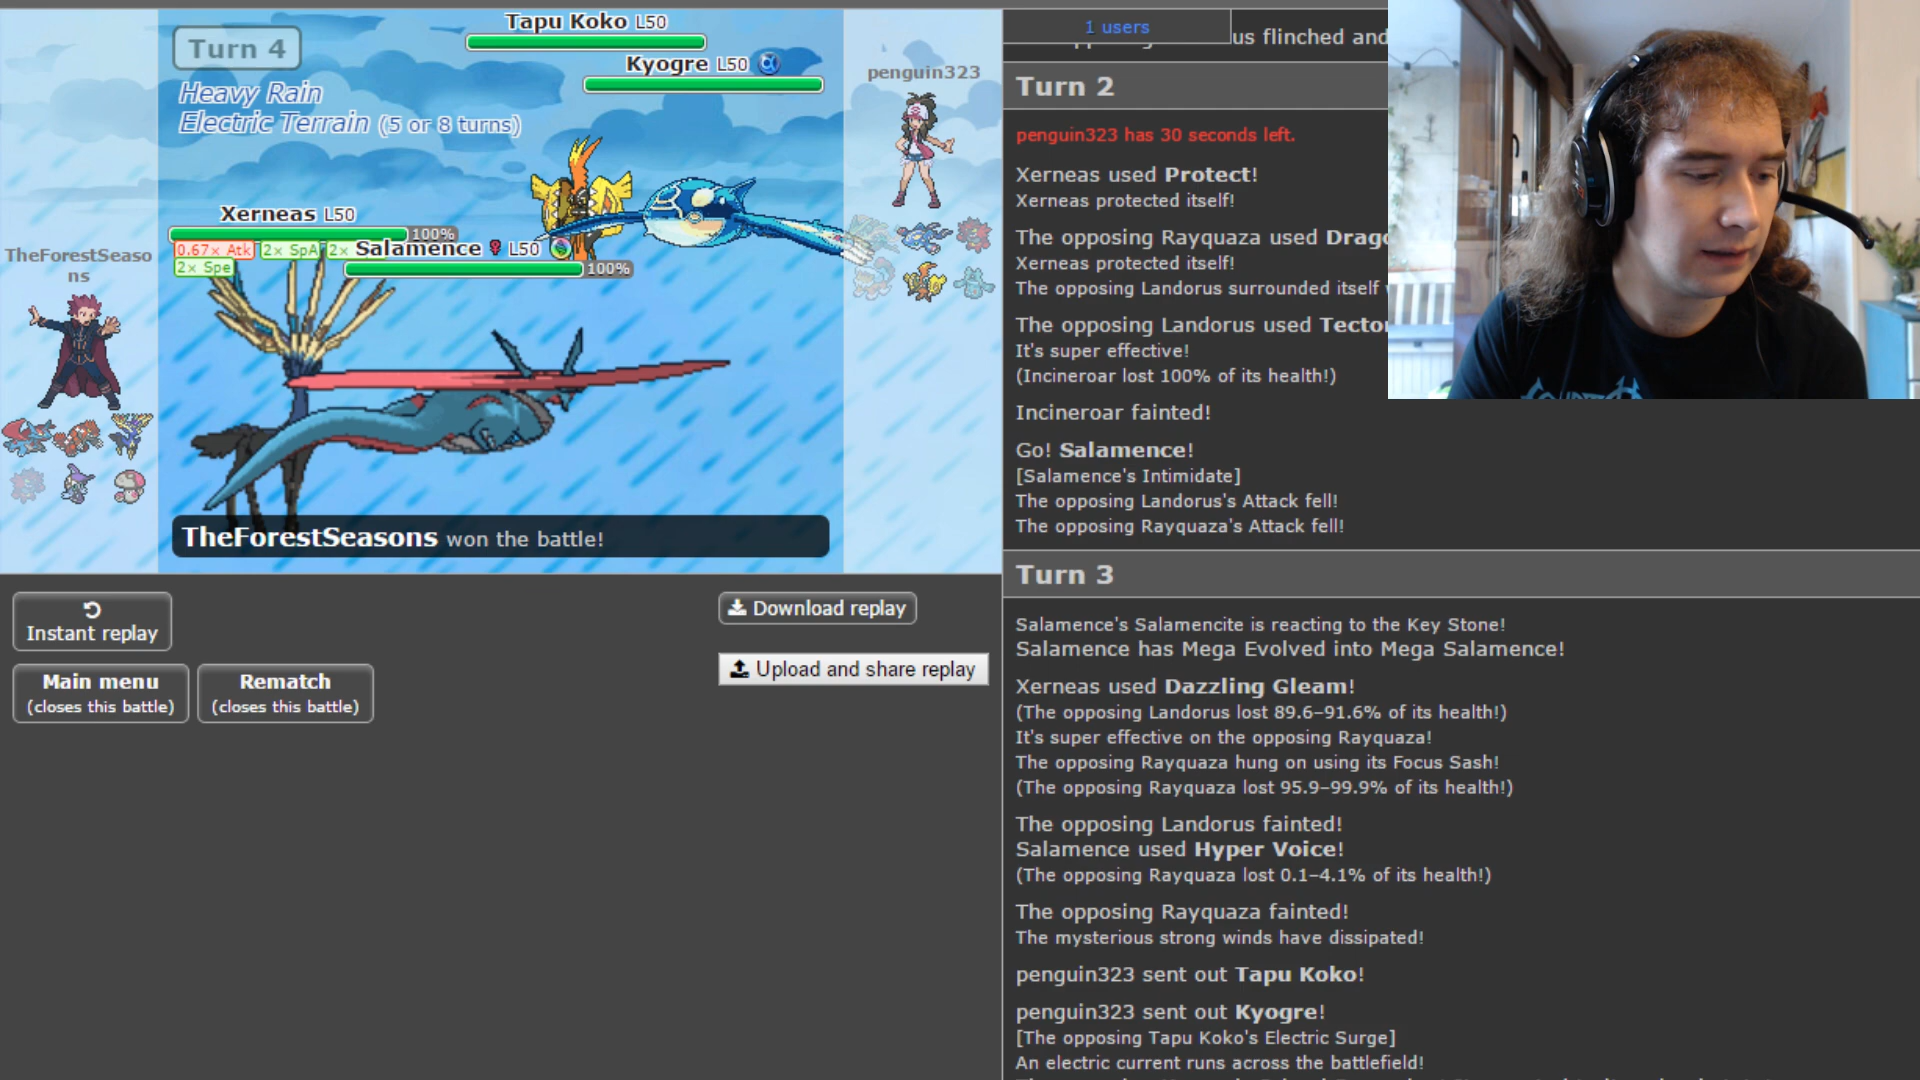 Turn 4
Heavy Rain
Electric Terrain (5 or 8 turns)
Tapu Koko L50
Kyogre L50
Xerneas L50
100%
0.67× Atk 2× SpA 2×
2× Spe
Salamence L50
100%
TheForestSeaso
ns
penguin323
TheForestSeasons won the battle!
Instant replay
Main menu
(closes this battle)
Rematch
(closes this battle)
Download replay
Upload and share replay
1 users
us flinched and
Turn 2
penguin323 has 30 seconds left.
Xerneas used Protect!
Xerneas protected itself!
The opposing Rayquaza used Drago
Xerneas protected itself!
The opposing Landorus surrounded itself
The opposing Landorus used Tecton
It's super effective!
(Incineroar lost 100% of its health!)
Incineroar fainted!
Go! Salamence!
[Salamence's Intimidate]
The opposing Landorus's Attack fell!
The opposing Rayquaza's Attack fell!
Turn 3
Salamence's Salamencite is reacting to the Key Stone!
Salamence has Mega Evolved into Mega Salamence!
Xerneas used Dazzling Gleam!
(The opposing Landorus lost 89.6–91.6% of its health!)
It's super effective on the opposing Rayquaza!
The opposing Rayquaza hung on using its Focus Sash!
(The opposing Rayquaza lost 95.9–99.9% of its health!)
The opposing Landorus fainted!
Salamence used Hyper Voice!
(The opposing Rayquaza lost 0.1–4.1% of its health!)
The opposing Rayquaza fainted!
The mysterious strong winds have dissipated!
penguin323 sent out Tapu Koko!
penguin323 sent out Kyogre!
[The opposing Tapu Koko's Electric Surge]
An electric current runs across the battlefield!